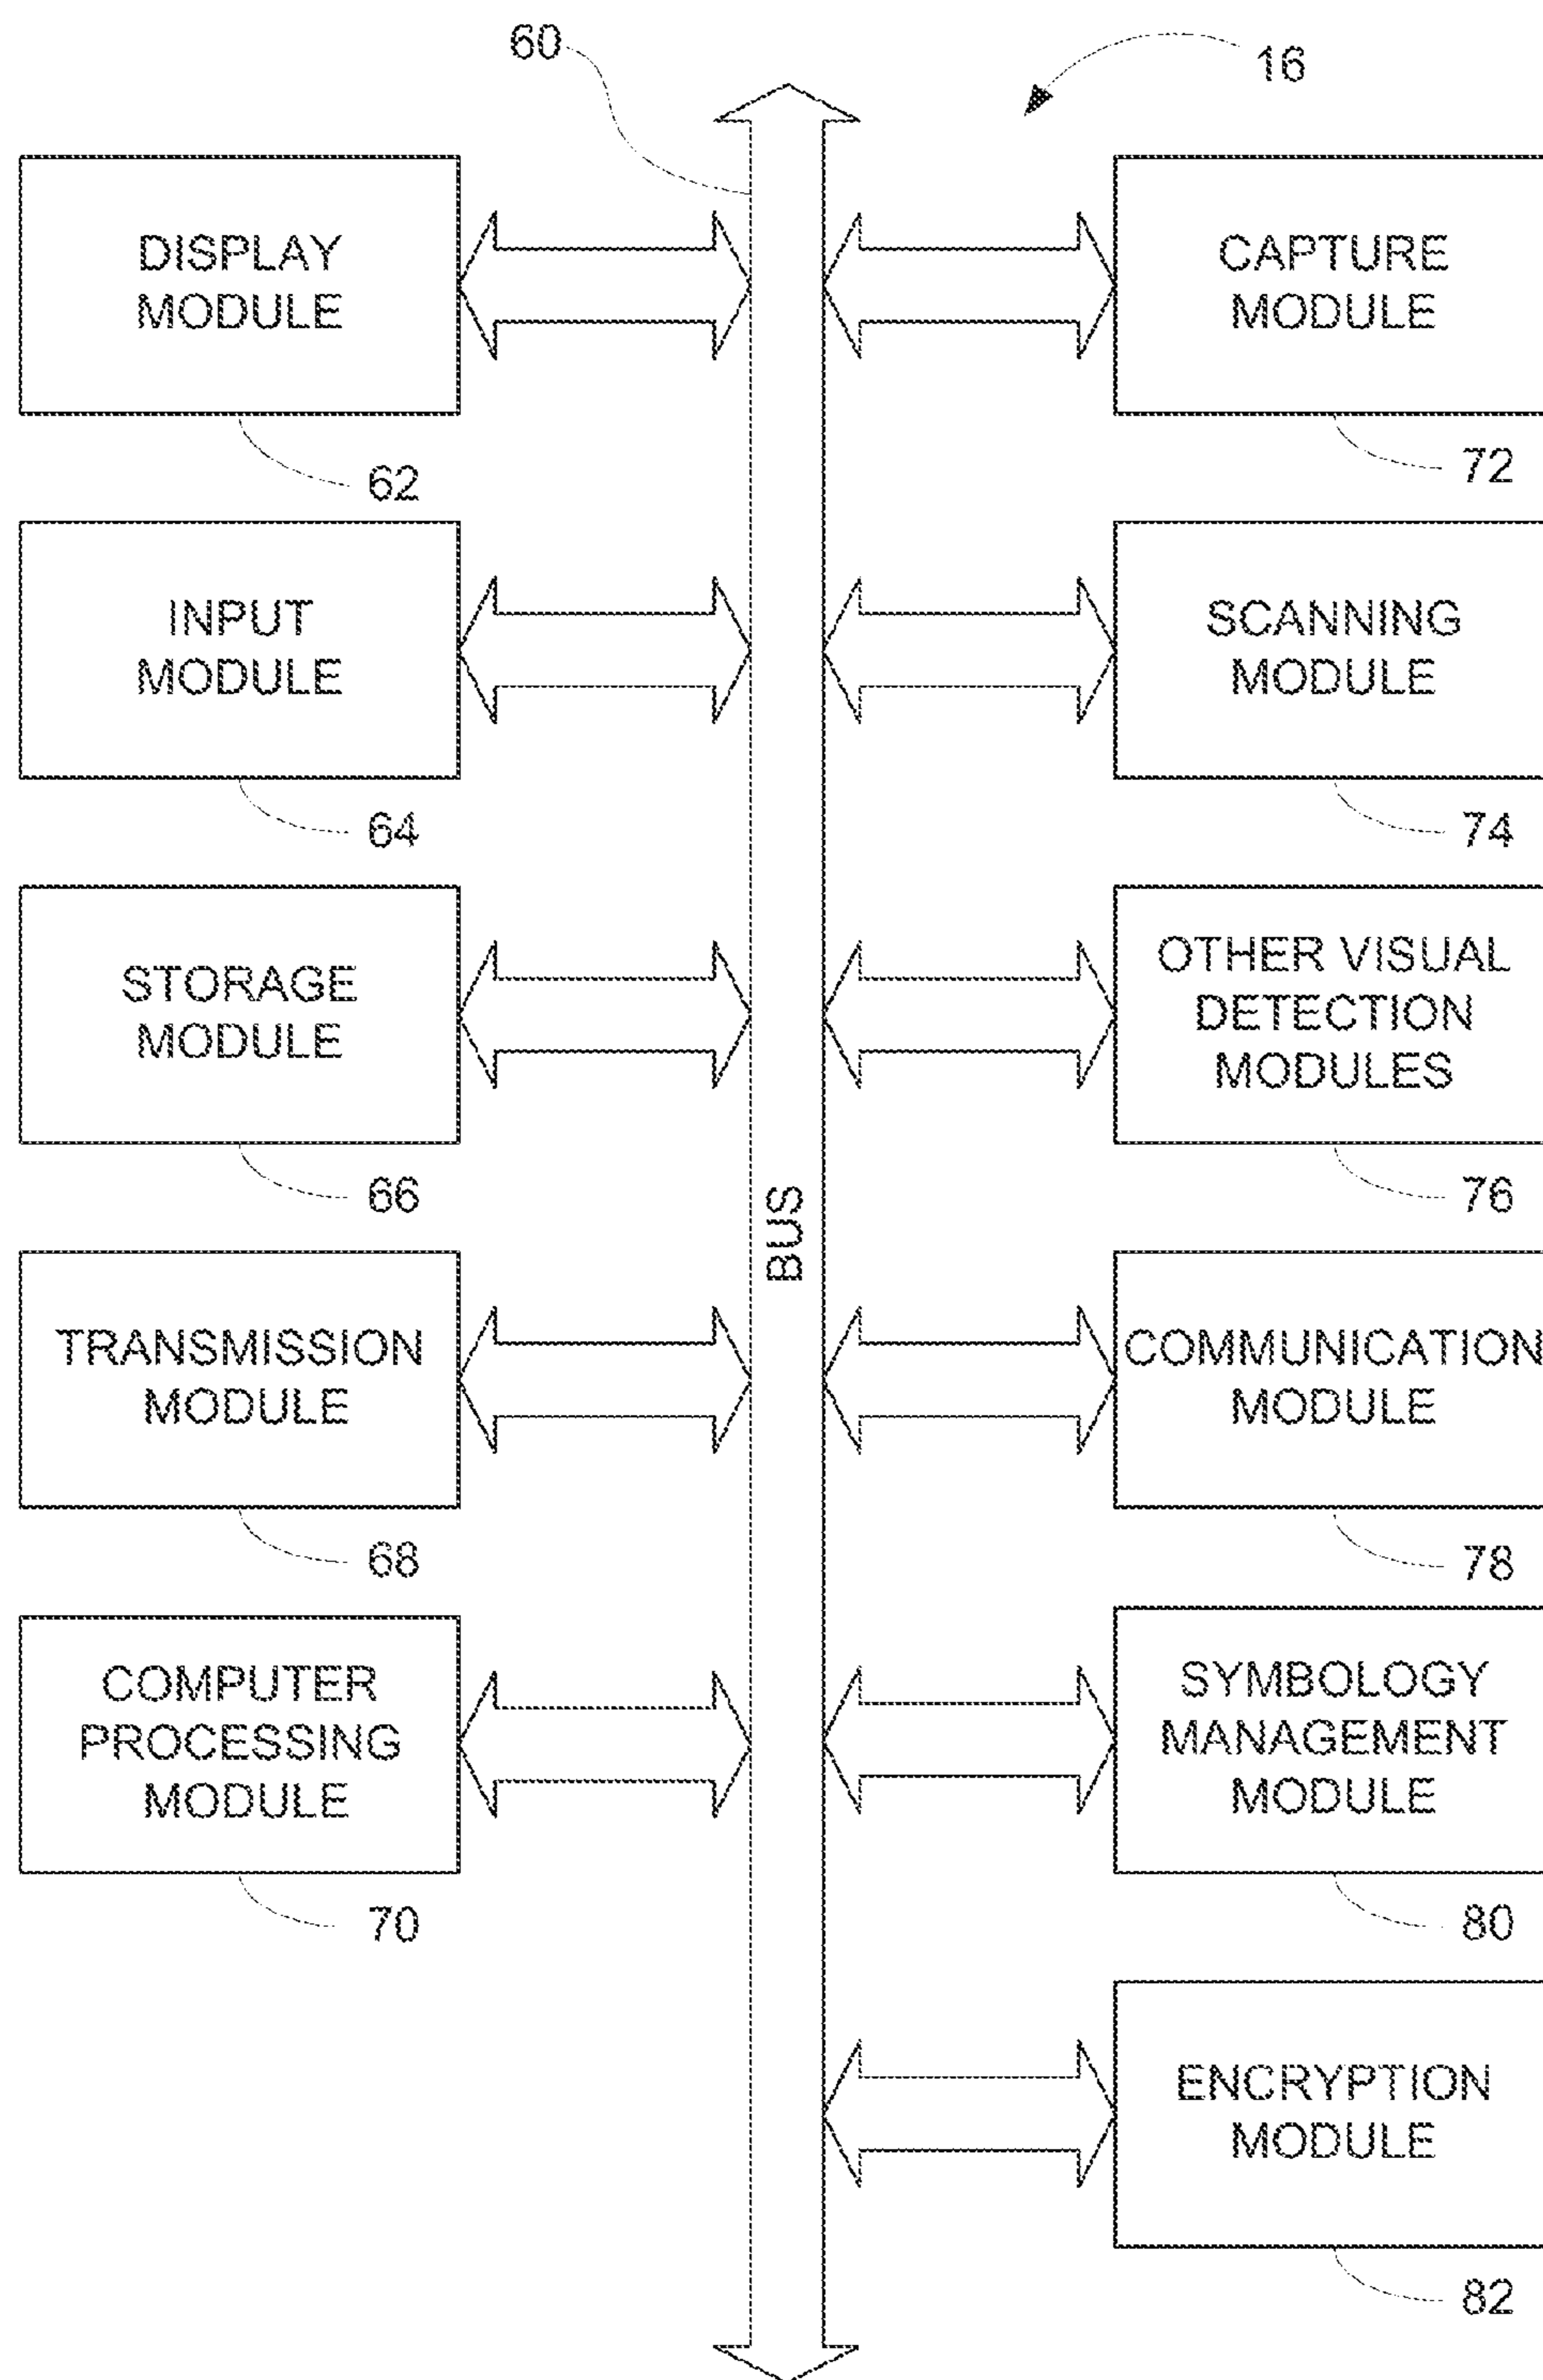 60
16
DISPLAY
MODULE
62
CAPTURE
MODULE
72
INPUT
MODULE
64
SCANNING
MODULE
74
STORAGE
MODULE
66
OTHER VISUAL
DETECTION
MODULES
76
BUS
TRANSMISSION
MODULE
68
COMMUNICATION
MODULE
78
COMPUTER
PROCESSING
MODULE
70
SYMBOLOGY
MANAGEMENT
MODULE
80
ENCRYPTION
MODULE
82